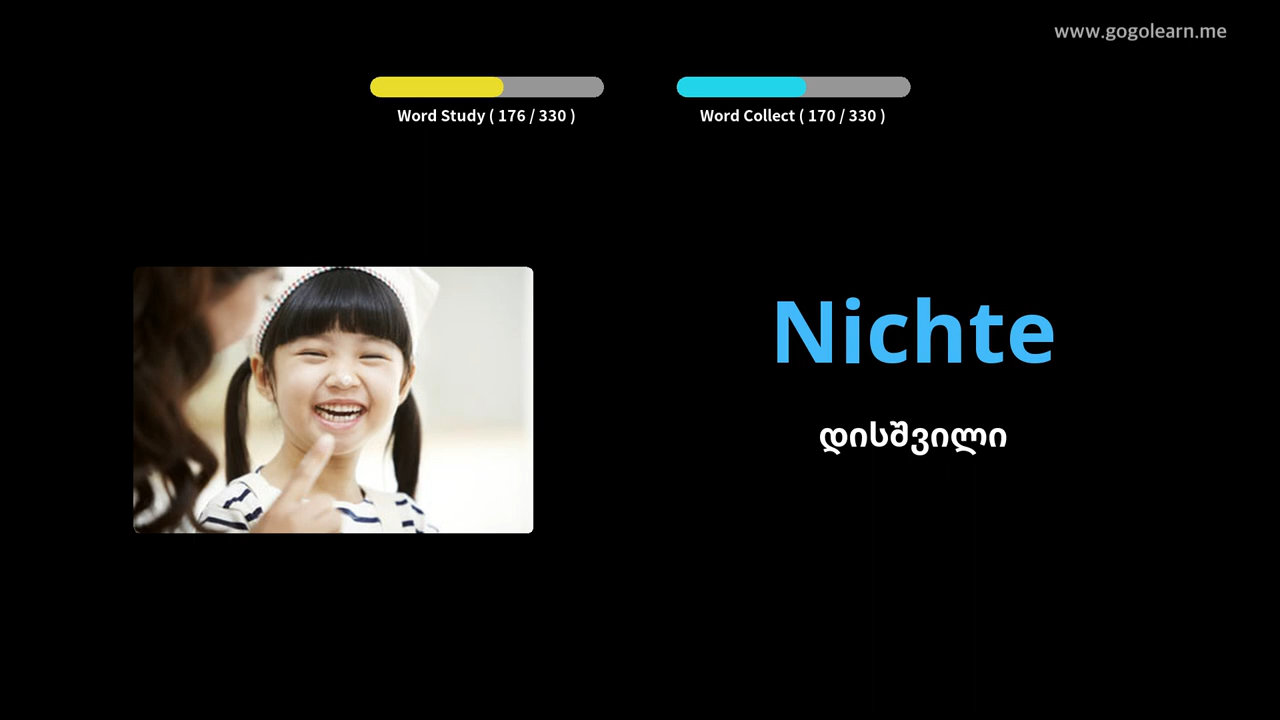 www.gogolearn.me
Word Study ( 176 / 330 )
Word Collect ( 170 / 330 )
Nichte
დისშვილი